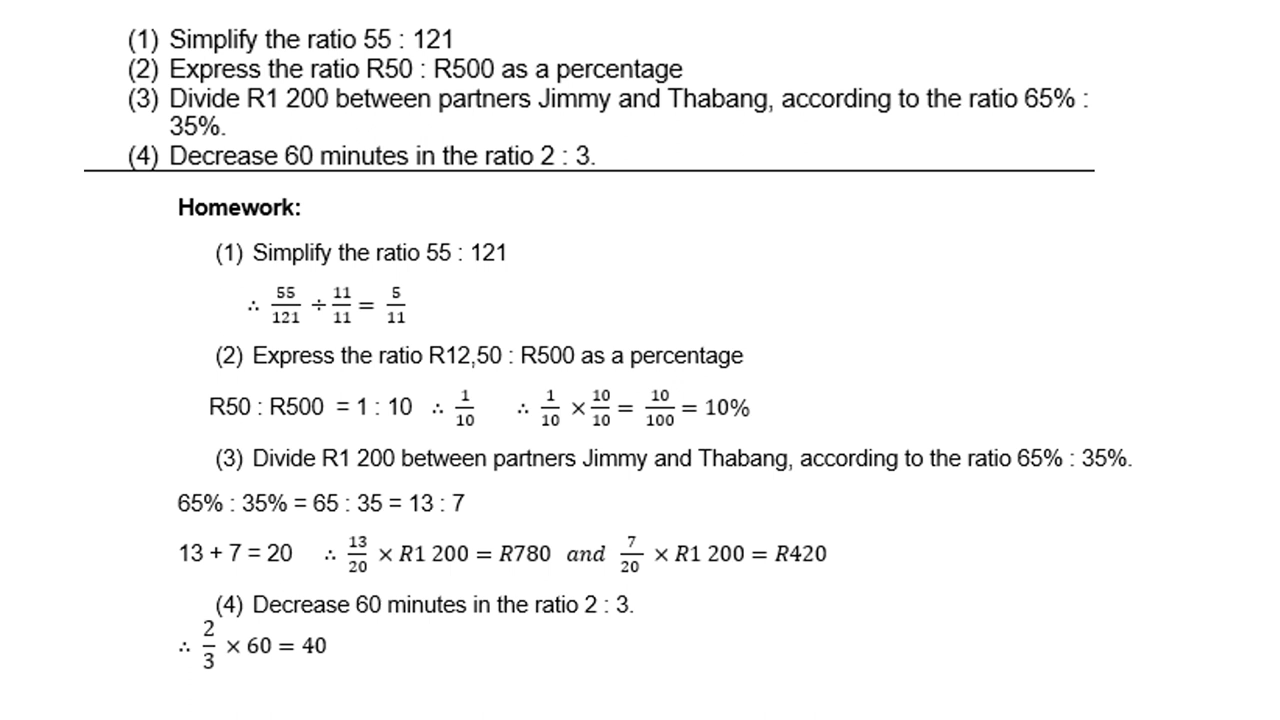 (1) Simplify the ratio 55 : 121
(2) Express the ratio R50 : R500 as a percentage
(3) Divide R1 200 between partners Jimmy and Thabang, according to the ratio 65% :
35%.
(4) Decrease 60 minutes in the ratio 2 : 3.
Homework:
(1) Simplify the ratio 55 : 121
∴ 55/121 ÷ 11/11 = 5/11
(2) Express the ratio R12,50 : R500 as a percentage
R50 : R500 = 1 : 10 ∴ 1/10 ∴ 1/10 × 10/10 = 10/100 = 10%
(3) Divide R1 200 between partners Jimmy and Thabang, according to the ratio 65% : 35%.
65% : 35% = 65 : 35 = 13 : 7
13 + 7 = 20 ∴ 13/20 × R1 200 = R780 and 7/20 × R1 200 = R420
(4) Decrease 60 minutes in the ratio 2 : 3.
∴ 2/3 × 60 = 40